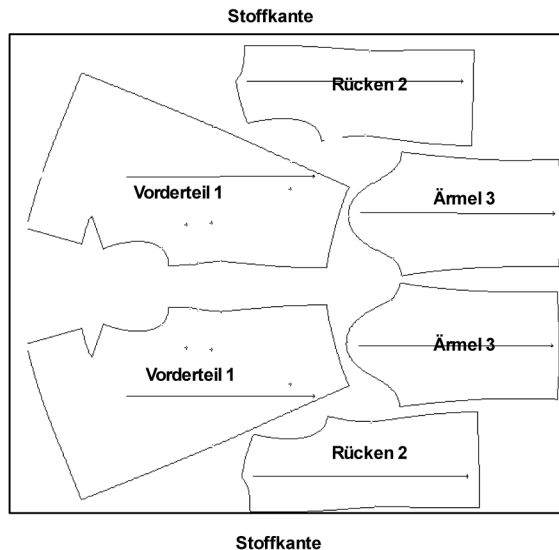 Stoffkante
Rücken 2
Vorderteil 1
Ärmel 3
Ärmel 3
Vorderteil 1
Rücken 2
Stoffkante